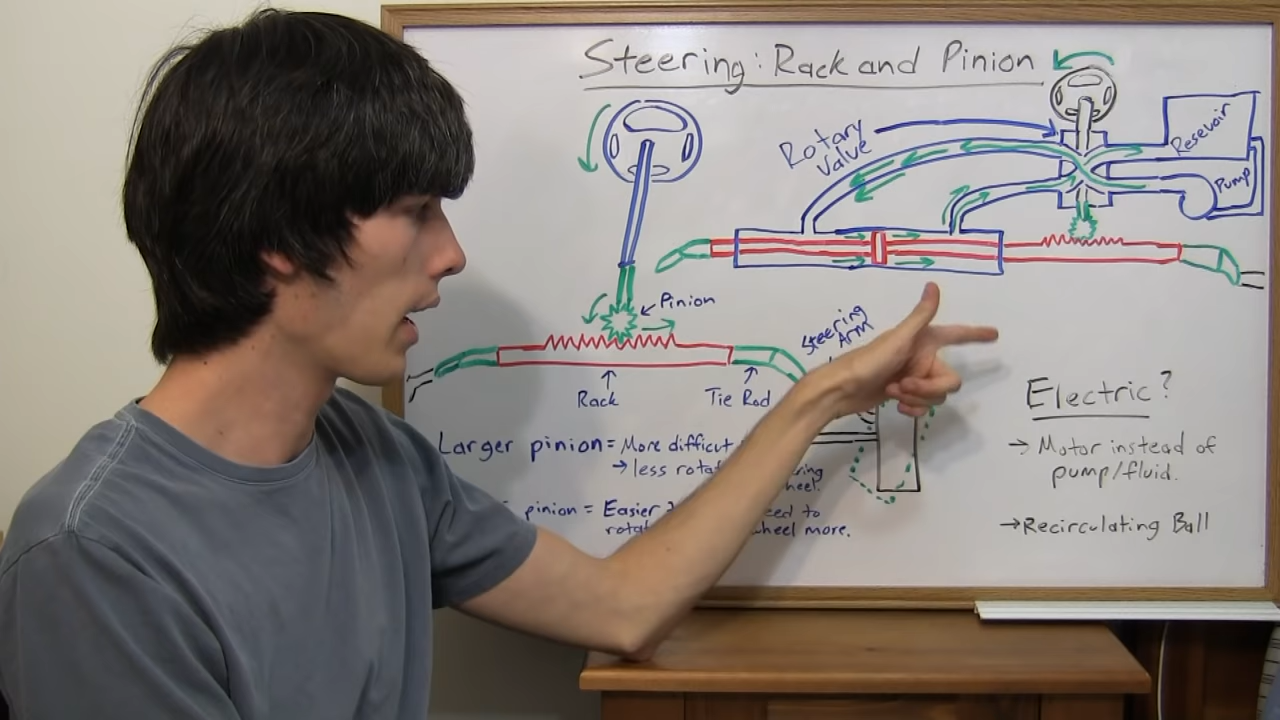 Steering: Rack and Pinion
Rotary
Valve
Resevoir
Pump
Pinion
Steering
Arm
Rack
Tie Rod
Larger pinion = More difficult
→ less
heel.
pinion = Easier
eed to
wheel more.
Electric?
→ Motor instead of
pump/fluid.
→ Recirculating Ball